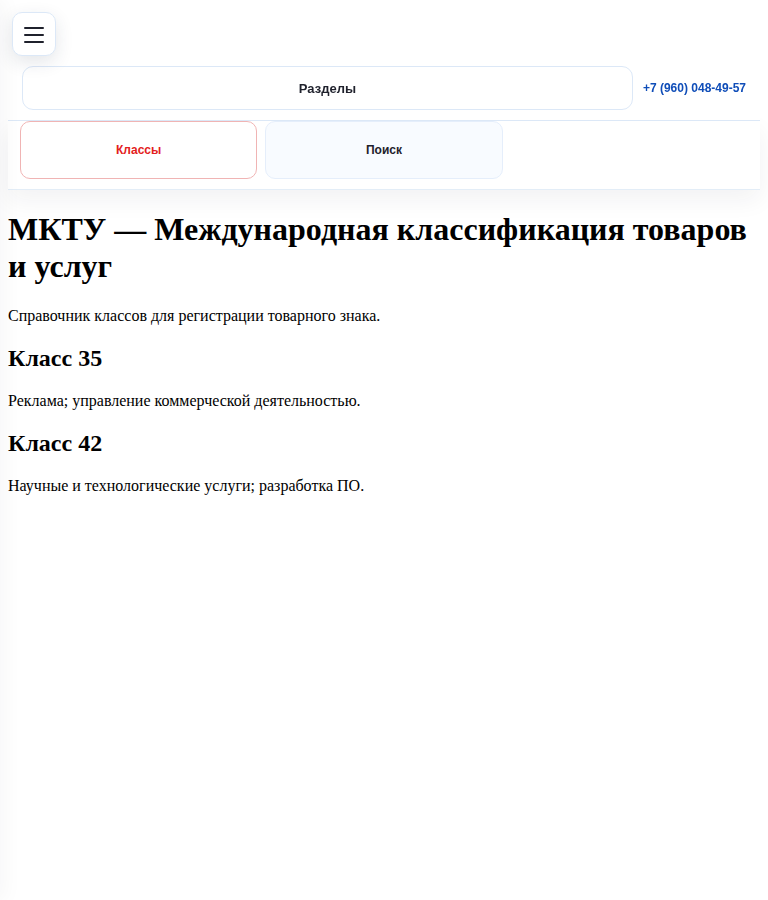 Разделы
+7 (960) 048-49-57
Классы
Поиск
МКТУ — Международная классификация товаров
и услуг
Справочник классов для регистрации товарного знака.
Класс 35
Реклама; управление коммерческой деятельностью.
Класс 42
Научные и технологические услуги; разработка ПО.